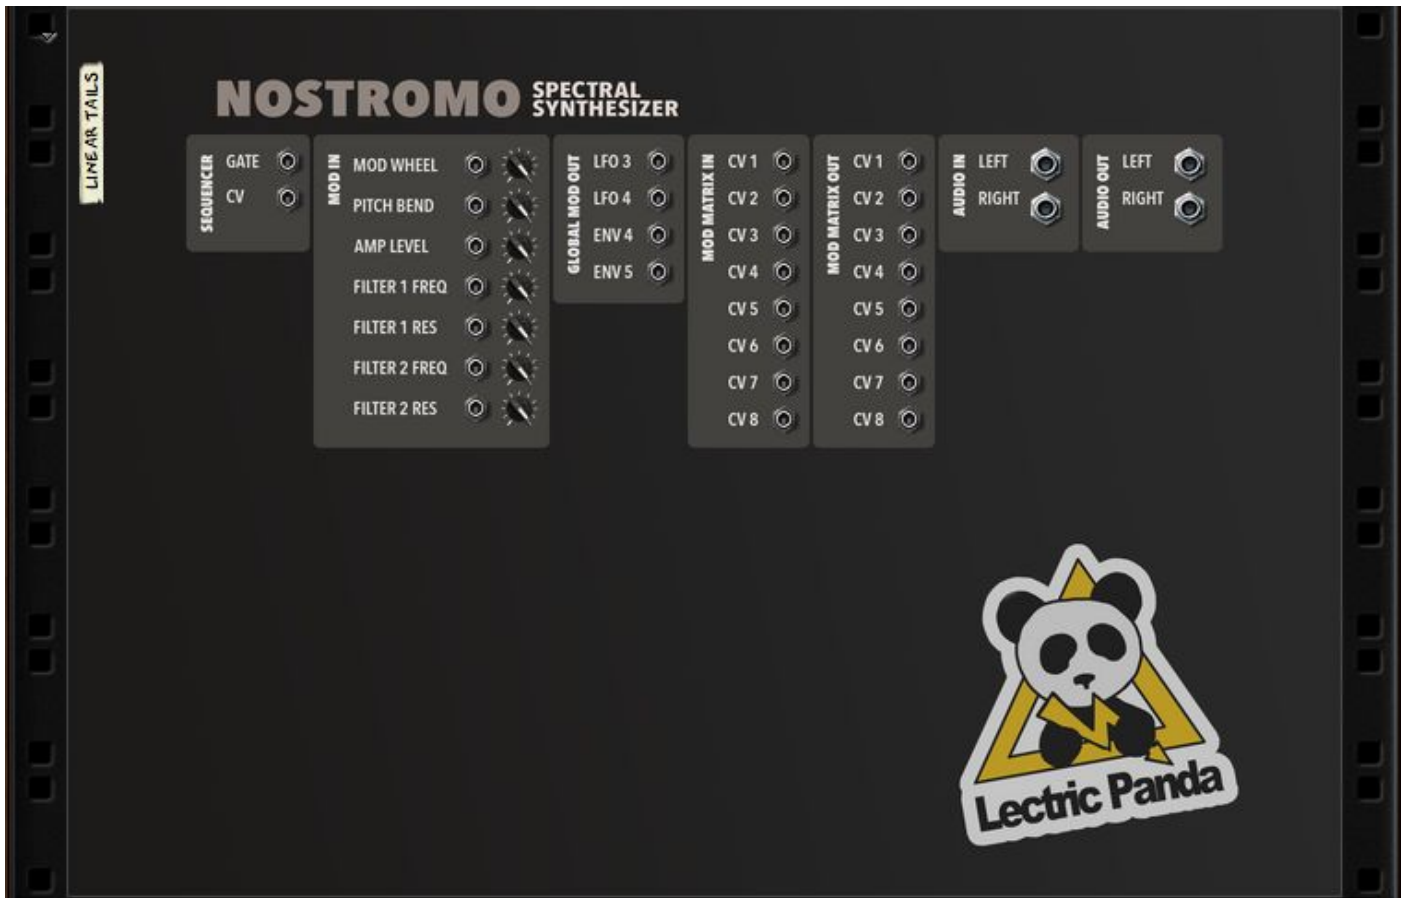 LINEAR TAILS
NOSTROMO
SPECTRAL
SYNTHESIZER
SEQUENCER
GATE
CV
MOD IN
MOD WHEEL
PITCH BEND
AMP LEVEL
FILTER 1 FREQ
FILTER 1 RES
FILTER 2 FREQ
FILTER 2 RES
GLOBAL MOD OUT
LFO 3
LFO 4
ENV 4
ENV 5
MOD MATRIX IN
CV 1
CV 2
CV 3
CV 4
CV 5
CV 6
CV 7
CV 8
MOD MATRIX OUT
CV 1
CV 2
CV 3
CV 4
CV 5
CV 6
CV 7
CV 8
AUDIO IN
LEFT
RIGHT
AUDIO OUT
LEFT
RIGHT
Lectric Panda